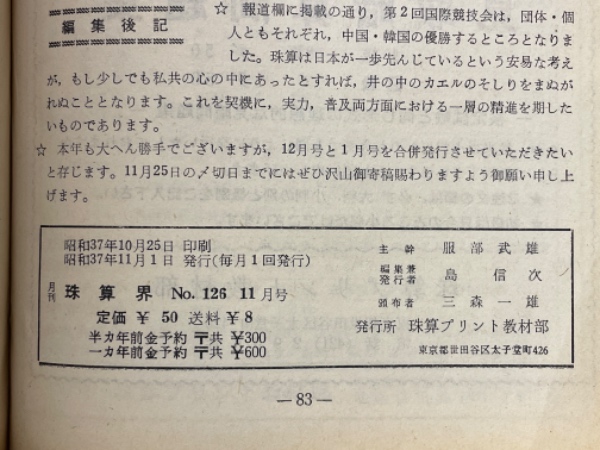 編集後記
☆ 報道欄に掲載の通り，第２回国際競技会は，団体・個
人ともそれぞれ，中国・韓国の優勝するところとなりま
した。珠算は日本が一歩先んじているという安易な考え
が，もし少しでも私共の心の中にあったとすれば，井の中のカエルのそしりをまぬが
れぬこととなります。これを契機に，実力，普及両方面における一層の精進を期した
いものであります。
☆ 本年も大へん勝手でございますが，12月号と１月号を合併発行させていただきたい
と存じます。11月25日の〆切日までにはぜひ沢山御寄稿賜わりますよう御願い申し上
げます。
昭和37年10月25日 印刷
昭和37年11月１日 発行(毎月１回発行)
月刊 珠算界 No. 126 11月号
定価 ￥ 50 送料 ￥8
半カ年前金予約 〒共 ￥300
一カ年前金予約 〒共 ￥600
主幹 服部武雄
編集兼発行者 島信次
頒布者 三森一雄
発行所 珠算プリント教材部
東京都世田谷区太子堂町426
—83—